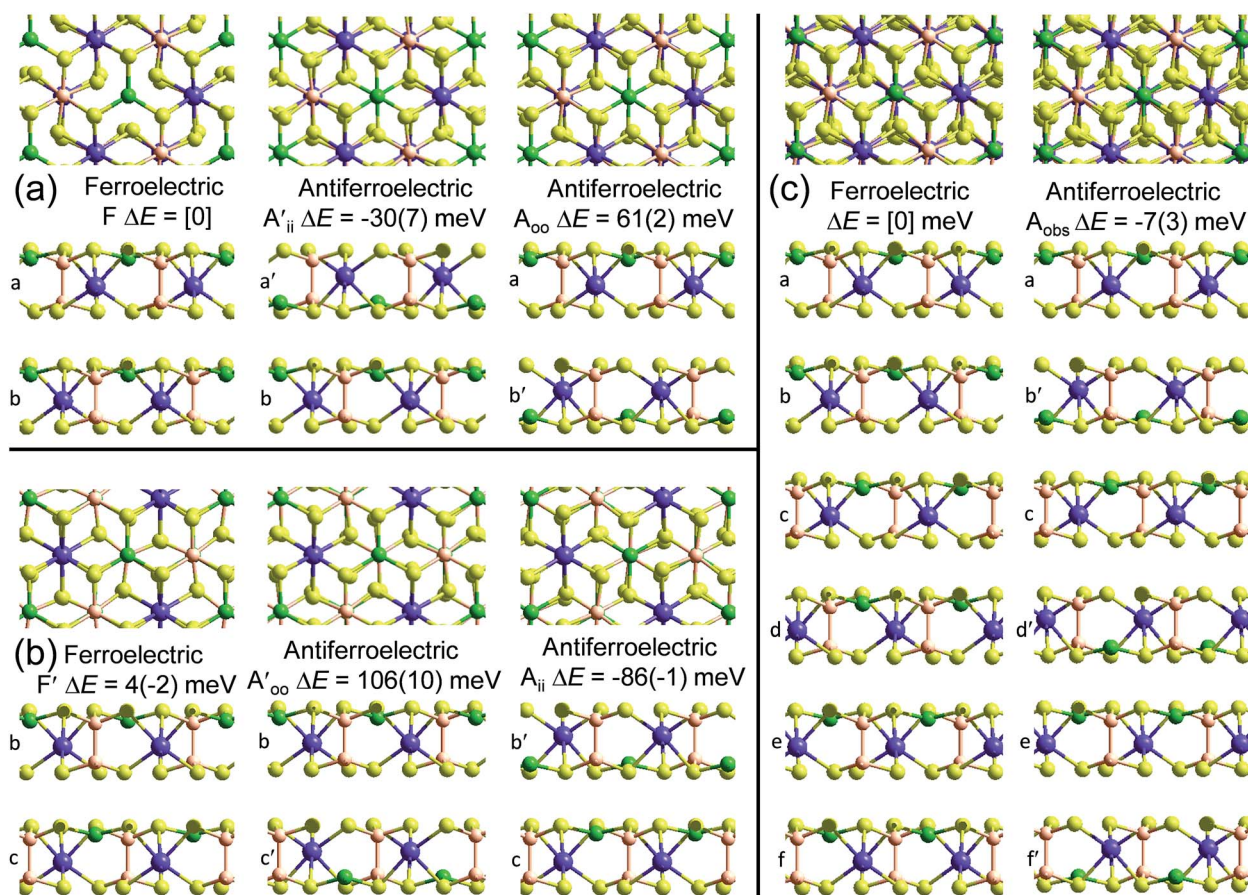 (a)
Ferroelectric
F ΔE = [0]
Antiferroelectric
A′ii ΔE = -30(7) meV
Antiferroelectric
Aoo ΔE = 61(2) meV
a
a′
a
b
b
b′
(b)
Ferroelectric
F′ ΔE = 4(-2) meV
Antiferroelectric
A′oo ΔE = 106(10) meV
Antiferroelectric
Aii ΔE = -86(-1) meV
b
b
b′
c
c′
c
(c)
Ferroelectric
ΔE = [0] meV
Antiferroelectric
Aobs ΔE = -7(3) meV
a
a
b
b′
c
c
d
d′
e
e
f
f′